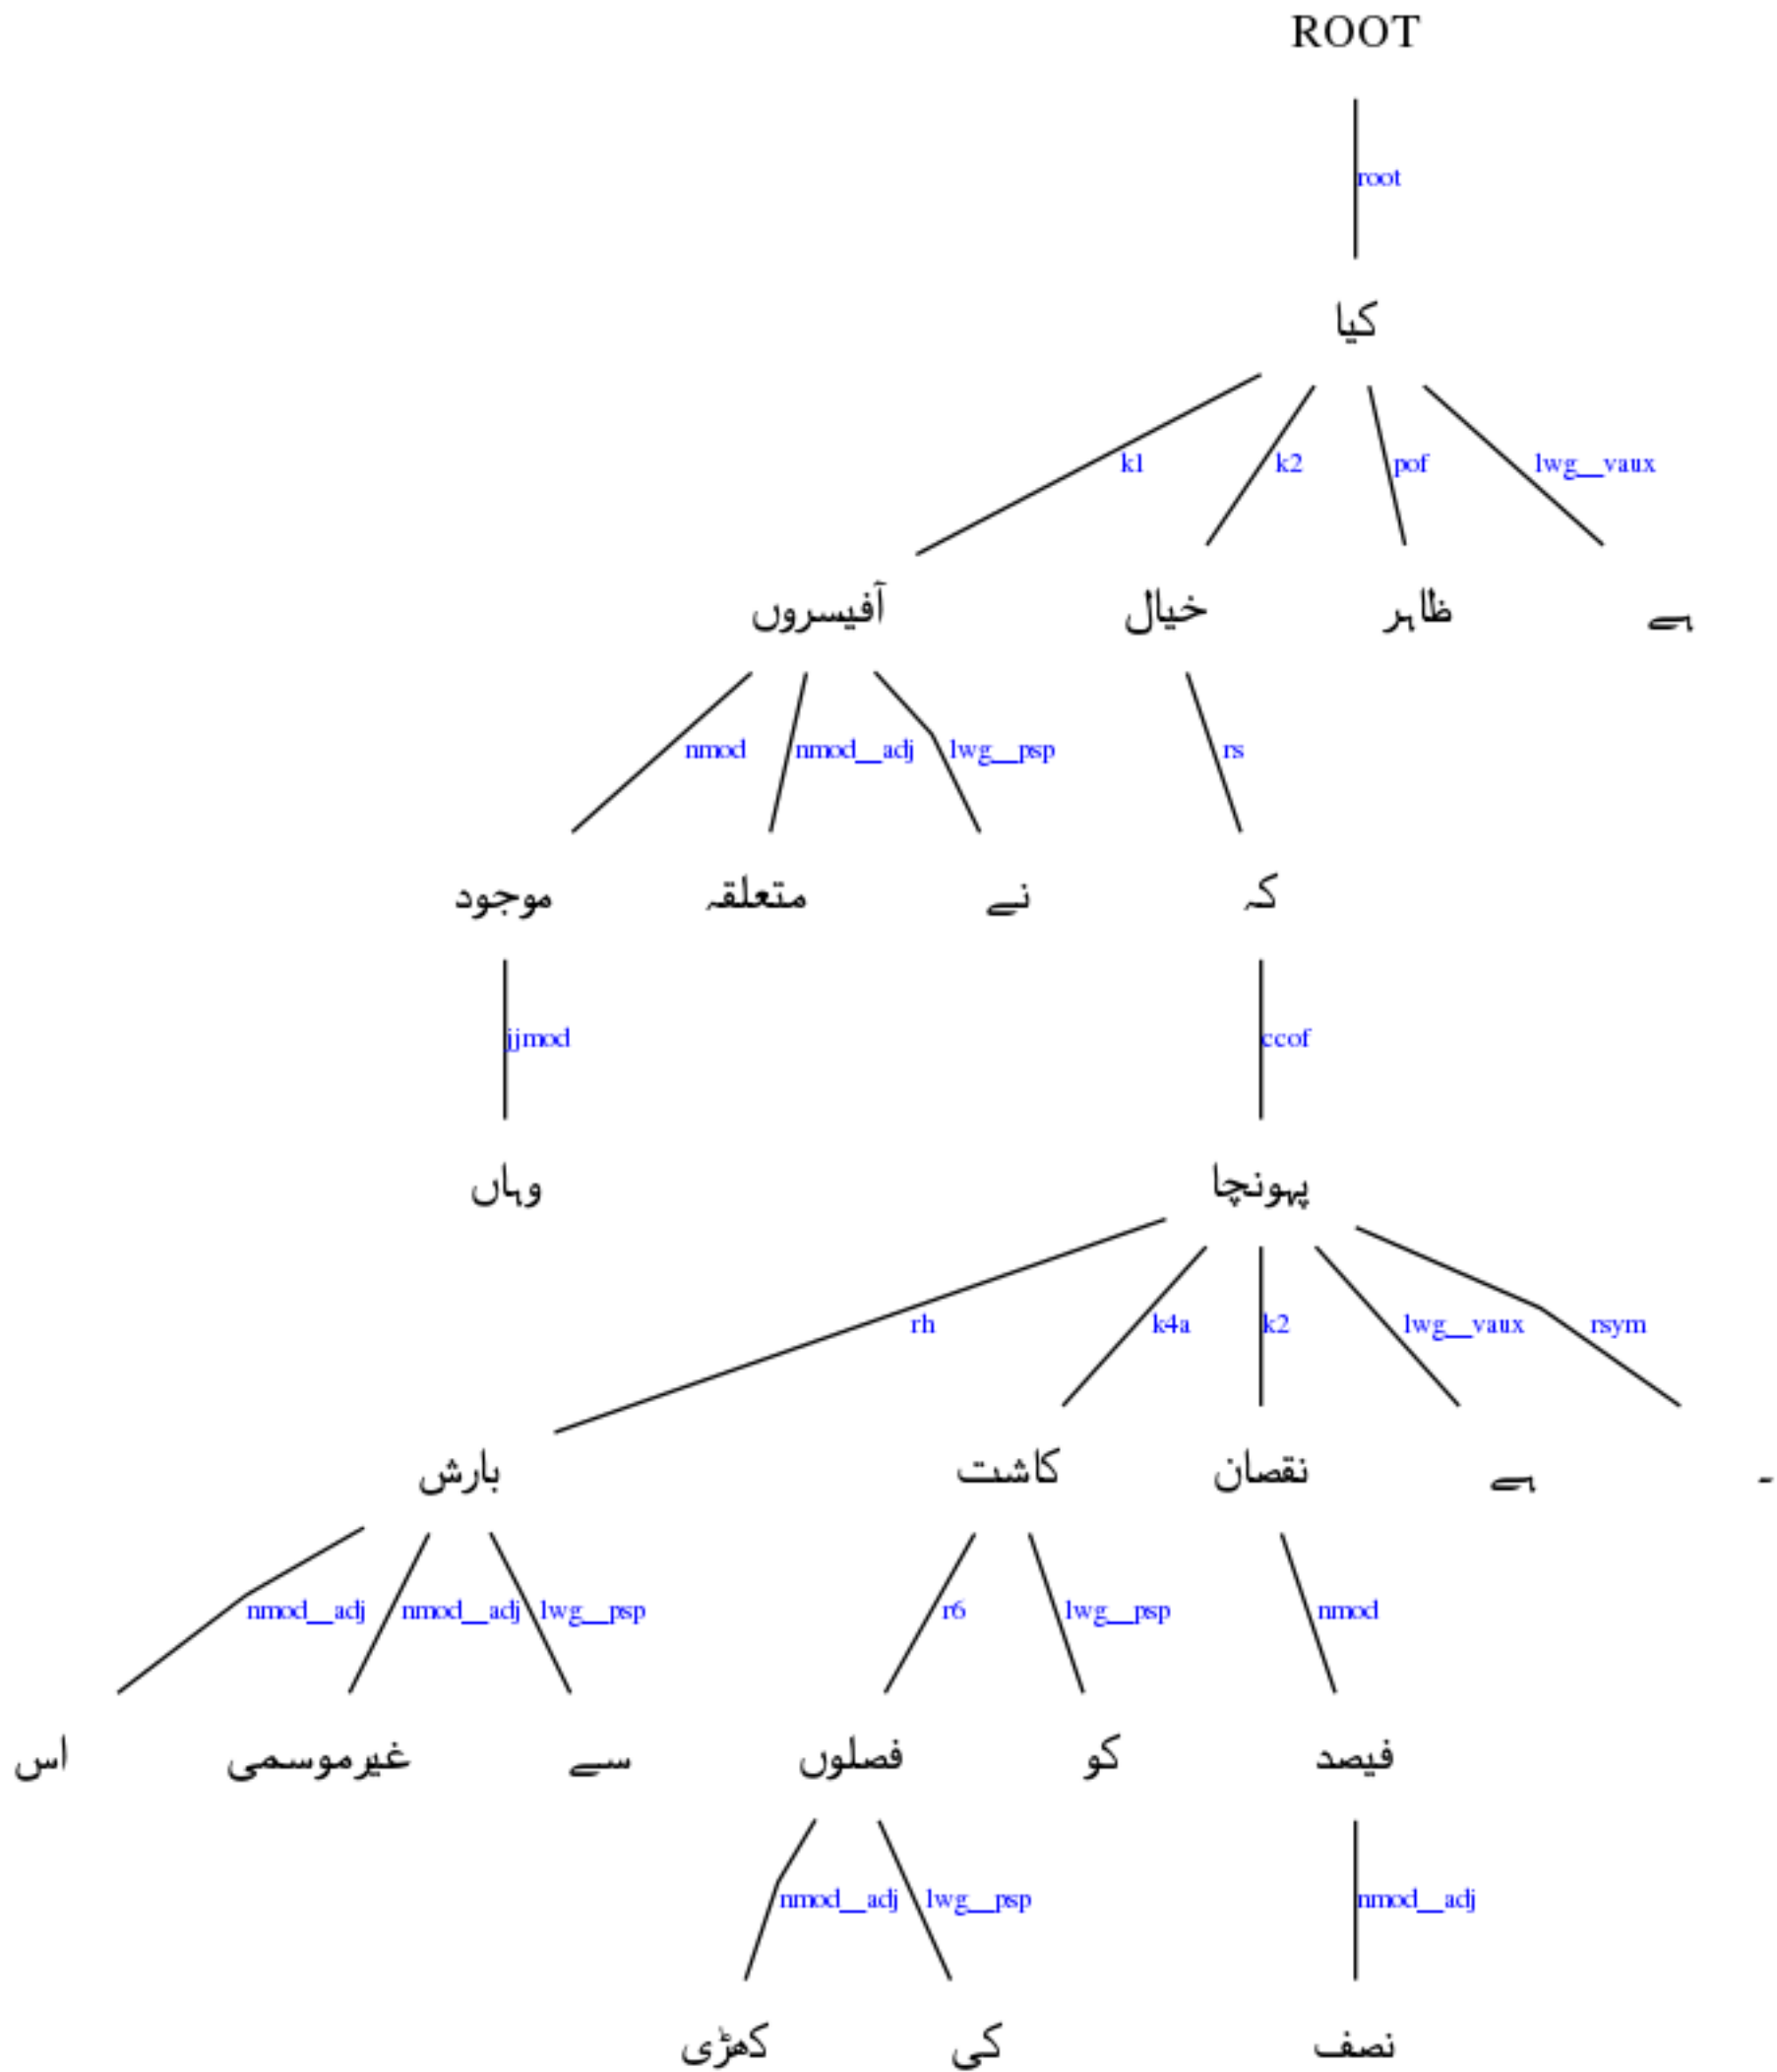 ROOT
root
کیا
k1 k2 pof lwg__vaux
آفیسروں خیال ظاہر ہے
nmod nmod__adj lwg__psp rs
موجود متعلقہ نے کہ
jjmod ccof
وہاں پہونچا
rh k4a k2 lwg__vaux rsym
بارش کاشت نقصان ہے ۔
nmod__adj nmod__adj lwg__psp r6 lwg__psp nmod
اس غیرموسمی سے فصلوں کو فیصد
nmod__adj lwg__psp nmod__adj
کھڑی کی نصف